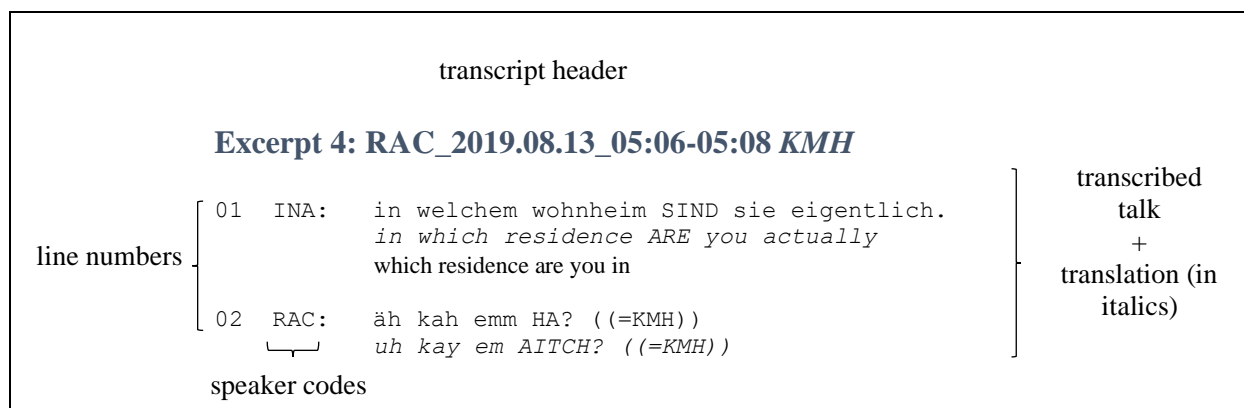 transcript header
Excerpt 4: RAC_2019.08.13_05:06-05:08 KMH
line numbers
01 INA: in welchem wohnheim SIND sie eigentlich.
in which residence ARE you actually
which residence are you in
02 RAC: äh kah emm HA? ((=KMH))
uh kay em AITCH? ((=KMH))
speaker codes
transcribed
talk
+
translation (in
italics)